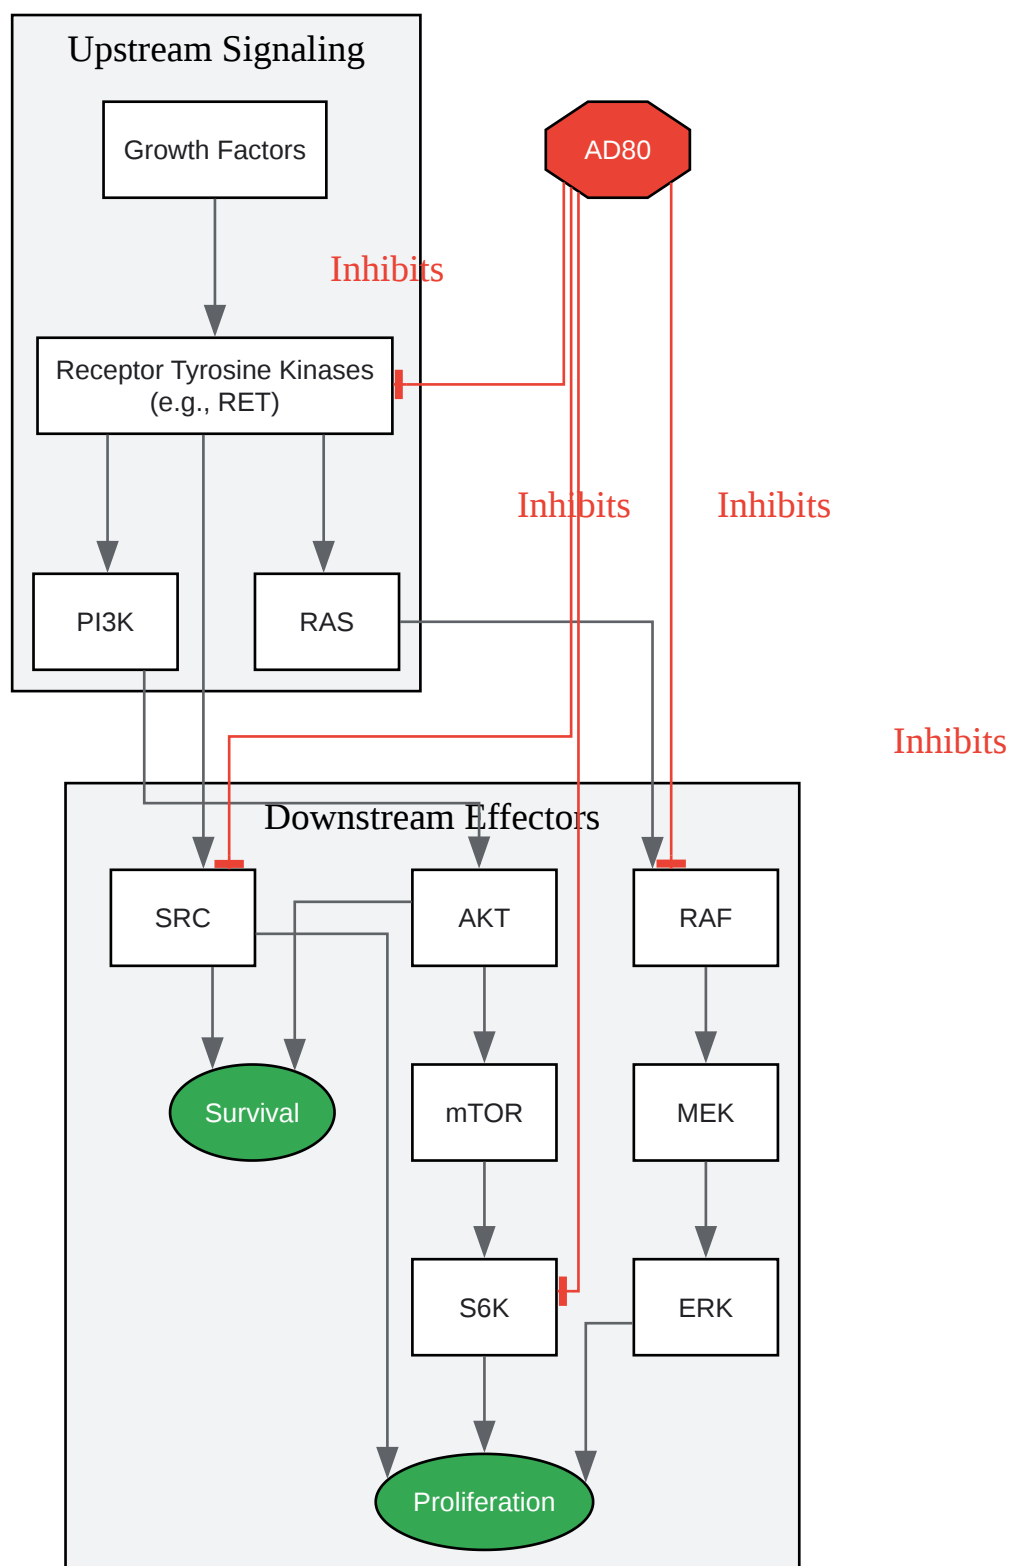 Upstream Signaling
Growth Factors
AD80
Inhibits
Receptor Tyrosine Kinases
(e.g., RET)
Inhibits
Inhibits
PI3K
RAS
Inhibits
Downstream Effectors
SRC
AKT
RAF
Survival
mTOR
MEK
S6K
ERK
Proliferation